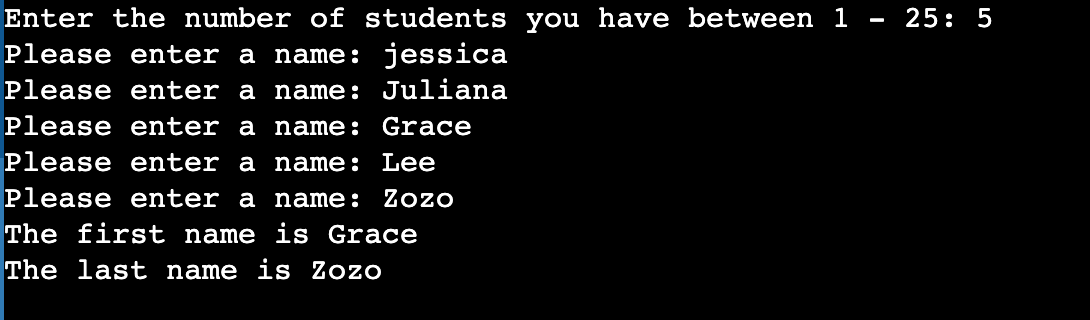 Enter the number of students you have between 1 - 25: 5
Please enter a name: jessica
Please enter a name: Juliana
Please enter a name: Grace
Please enter a name: Lee
Please enter a name: Zozo
The first name is Grace
The last name is Zozo